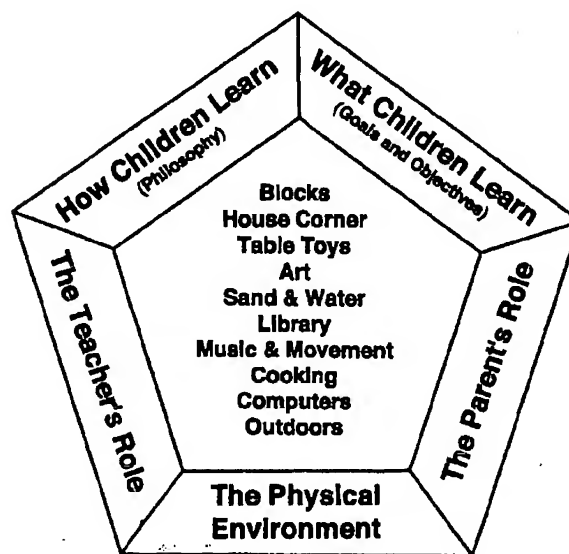 How Children Learn
(Philosophy)
What Children Learn
(Goals and Objectives)
Blocks
House Corner
Table Toys
Art
Sand & Water
Library
Music & Movement
Cooking
Computers
Outdoors
The Teacher's Role
The Parent's Role
The Physical
Environment